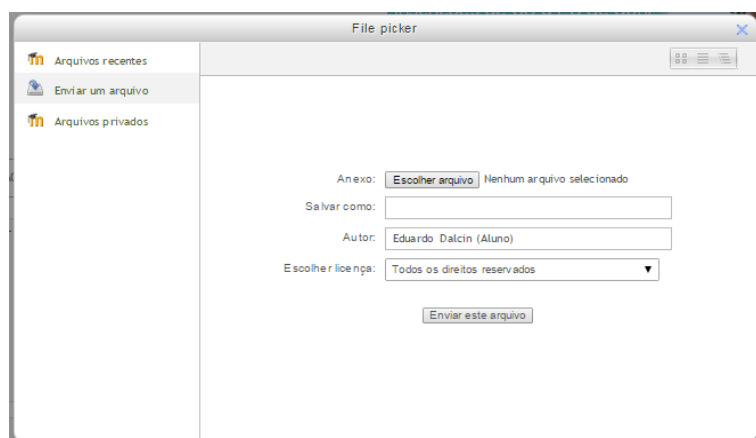 File picker
Arquivos recentes
Enviar um arquivo
Arquivos privados
Anexo: Escolher arquivo Nenhum arquivo selecionado
Salvar como:
Autor: Eduardo Dalcin (Aluno)
Escolher licença: Todos os direitos reservados
Enviar este arquivo